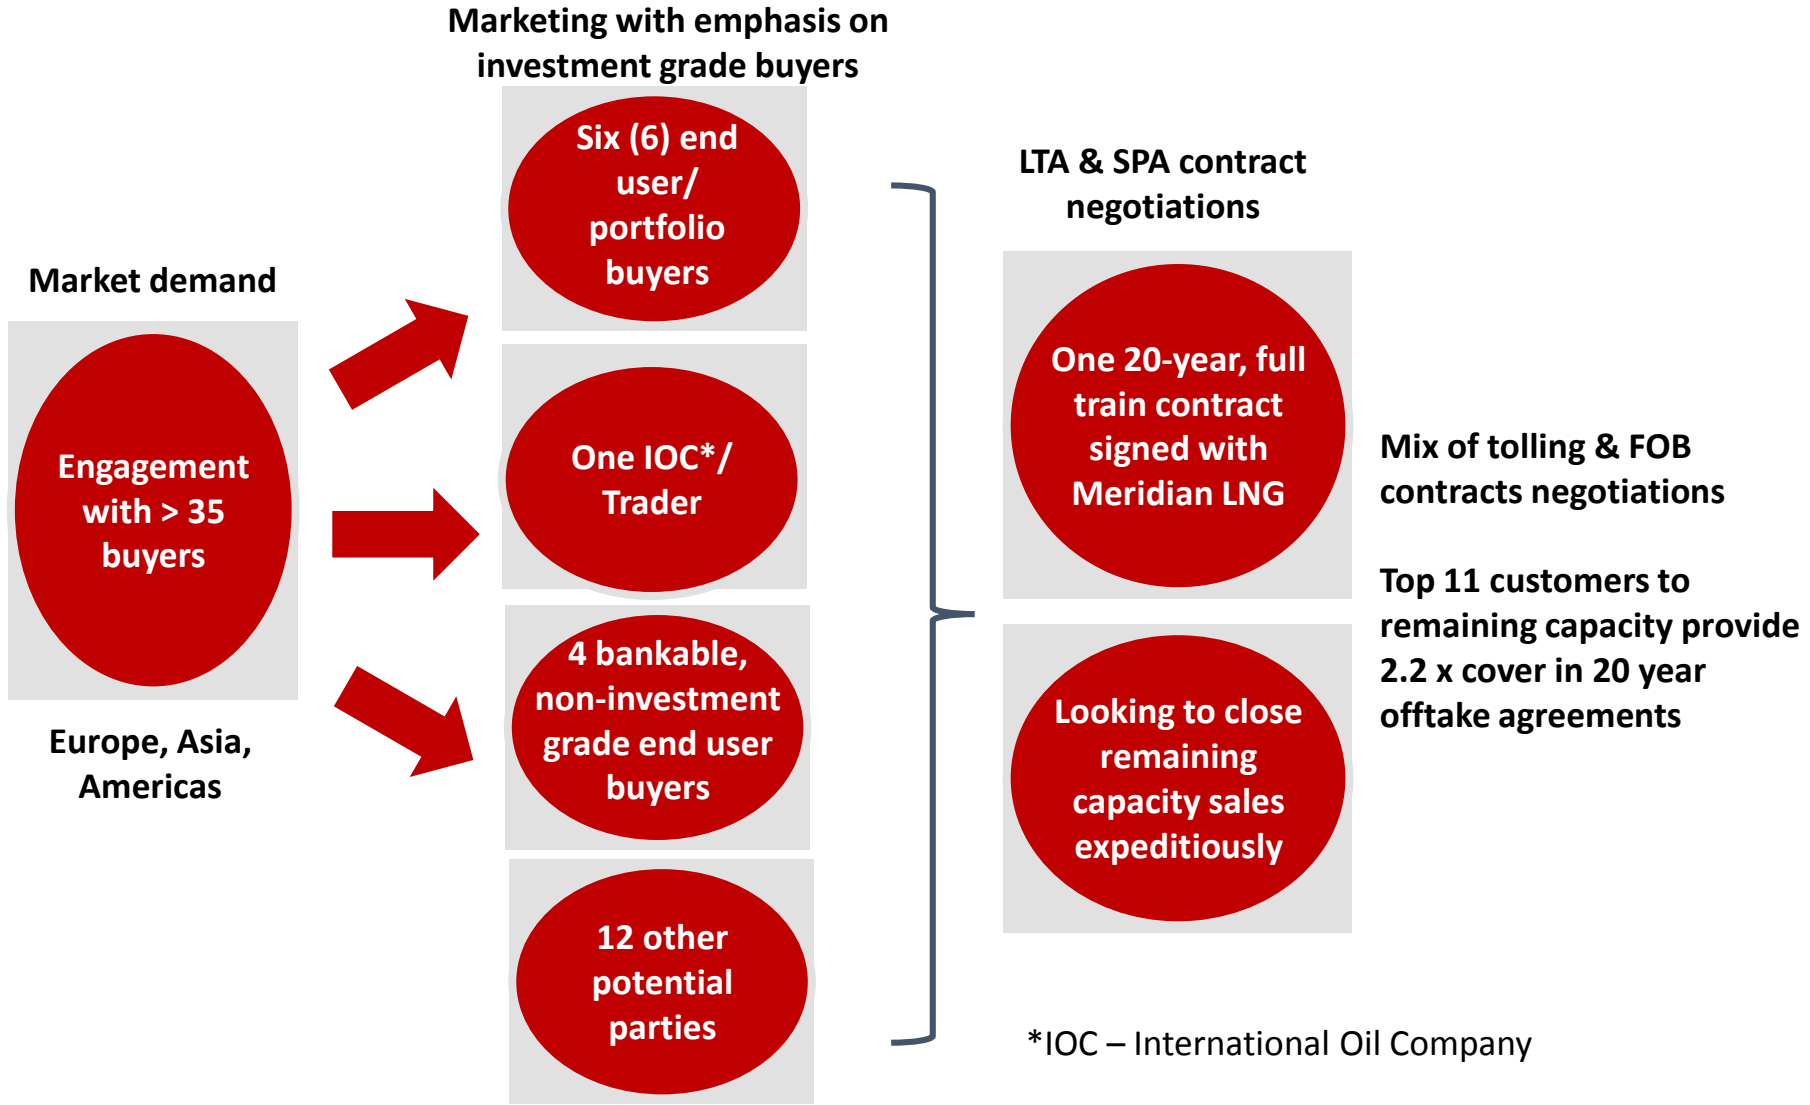 Marketing with emphasis on
investment grade buyers
Market demand
Engagement
with > 35
buyers
Europe, Asia,
Americas
Six (6) end
user/
portfolio
buyers
One IOC*/
Trader
4 bankable,
non-investment
grade end user
buyers
12 other
potential
parties
LTA & SPA contract
negotiations
One 20-year, full
train contract
signed with
Meridian LNG
Looking to close
remaining
capacity sales
expeditiously
Mix of tolling & FOB
contracts negotiations
Top 11 customers to
remaining capacity provide
2.2 x cover in 20 year
offtake agreements
*IOC – International Oil Company